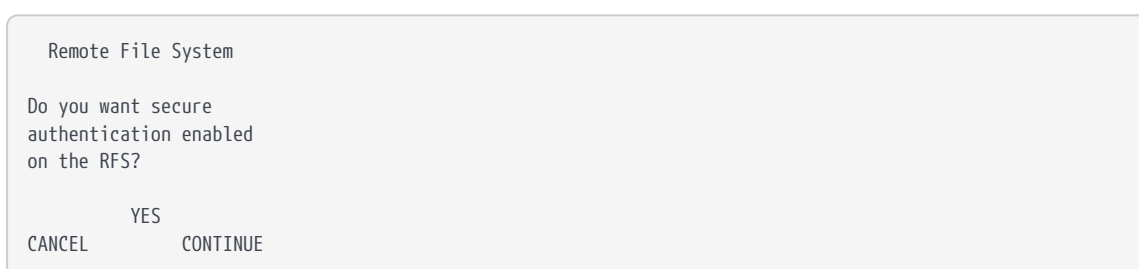 Remote File System
Do you want secure
authentication enabled
on the RFS?
YES
CANCEL CONTINUE